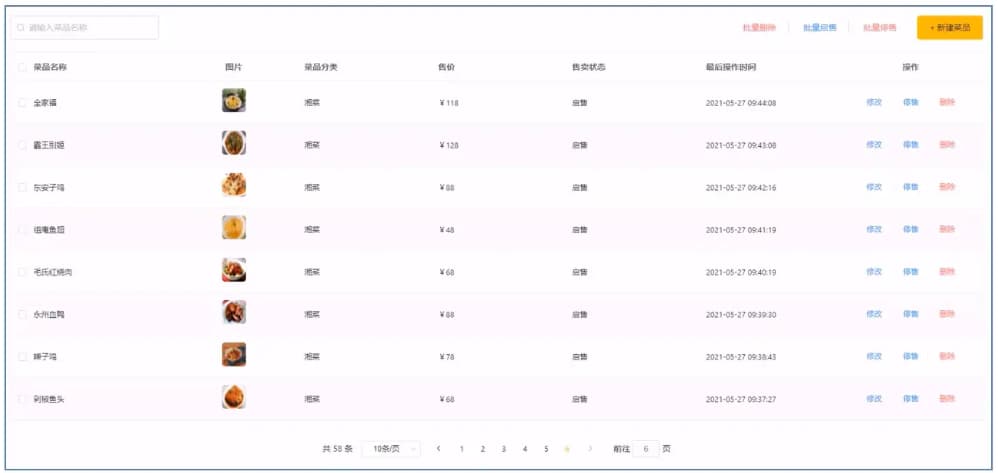 请输入菜品名称 批量删除 批量启售 批量停售 + 新建菜品
菜品名称 图片 菜品分类 售价 售卖状态 最后操作时间 操作
全家福 湘菜 ¥ 118 启售 2021-05-27 09:44:08 修改 停售 删除
霸王别姬 湘菜 ¥ 128 启售 2021-05-27 09:43:08 修改 停售 删除
东安子鸡 湘菜 ¥ 88 启售 2021-05-27 09:42:16 修改 停售 删除
组庵鱼翅 湘菜 ¥ 48 启售 2021-05-27 09:41:19 修改 停售 删除
毛氏红烧肉 湘菜 ¥ 68 启售 2021-05-27 09:40:19 修改 停售 删除
永州血鸭 湘菜 ¥ 88 启售 2021-05-27 09:39:30 修改 停售 删除
辣子鸡 湘菜 ¥ 78 启售 2021-05-27 09:38:43 修改 停售 删除
剁椒鱼头 湘菜 ¥ 68 启售 2021-05-27 09:37:27 修改 停售 删除
共 58 条 10条/页 < 1 2 3 4 5 6 > 前往 6 页